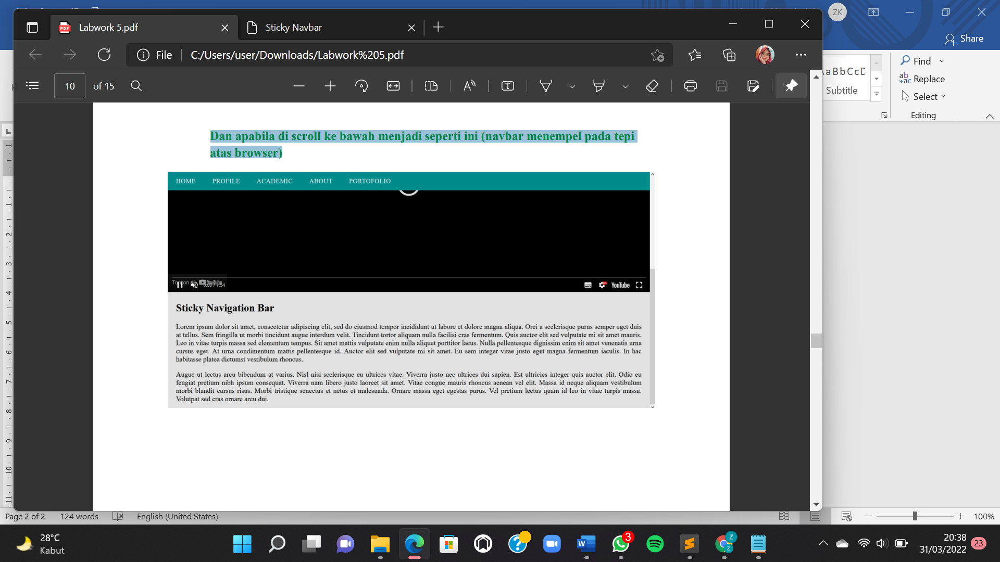 ZK
Share
Labwork 5.pdf
Sticky Navbar
File
C:/Users/user/Downloads/Labwork%205.pdf
10
of 15
aBbCcD
Subtitle
Find
Replace
Select
Editing
Dan apabila di scroll ke bawah menjadi seperti ini (navbar menempel pada tepi
atas browser)
HOME PROFILE ACADEMIC ABOUT PORTOFOLIO
Tonton di YouTube
0:00 / 1:54
YouTube
Sticky Navigation Bar
Lorem ipsum dolor sit amet, consectetur adipiscing elit, sed do eiusmod tempor incididunt ut labore et dolore magna aliqua. Orci a scelerisque purus semper eget duis
at tellus. Sem fringilla ut morbi tincidunt augue interdum velit. Tincidunt tortor aliquam nulla facilisi cras fermentum. Quis auctor elit sed vulputate mi sit amet mauris.
Leo in vitae turpis massa sed elementum tempus. Sit amet mattis vulputate enim nulla aliquet porttitor lacus. Nulla pellentesque dignissim enim sit amet venenatis urna
cursus eget. At urna condimentum mattis pellentesque id. Auctor elit sed vulputate mi sit amet. Eu sem integer vitae justo eget magna fermentum iaculis. In hac
habitasse platea dictumst vestibulum rhoncus.
Augue ut lectus arcu bibendum at varius. Nisl nisi scelerisque eu ultrices vitae. Viverra justo nec ultrices dui sapien. Est ultricies integer quis auctor elit. Odio eu
feugiat pretium nibh ipsum consequat. Viverra nam libero justo laoreet sit amet. Vitae congue mauris rhoncus aenean vel elit. Massa id neque aliquam vestibulum
morbi blandit cursus risus. Morbi tristique senectus et netus et malesuada. Ornare massa eget egestas purus. Vel pretium lectus quam id leo in vitae turpis massa.
Volutpat sed cras ornare arcu dui.
Page 2 of 2
124 words
English (United States)
100%
28°C
Kabut
3
20:38
31/03/2022
23